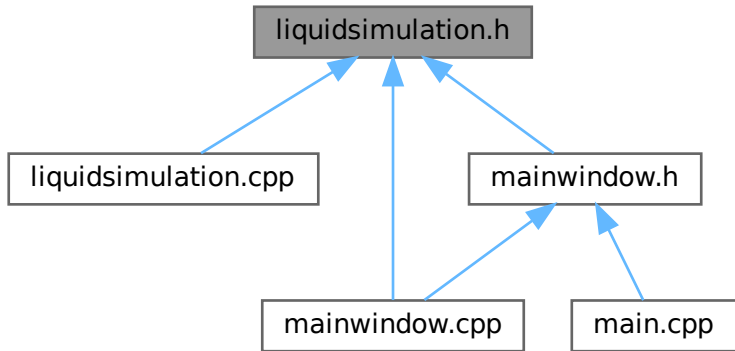 liquidsimulation.h
liquidsimulation.cpp
mainwindow.h
mainwindow.cpp
main.cpp